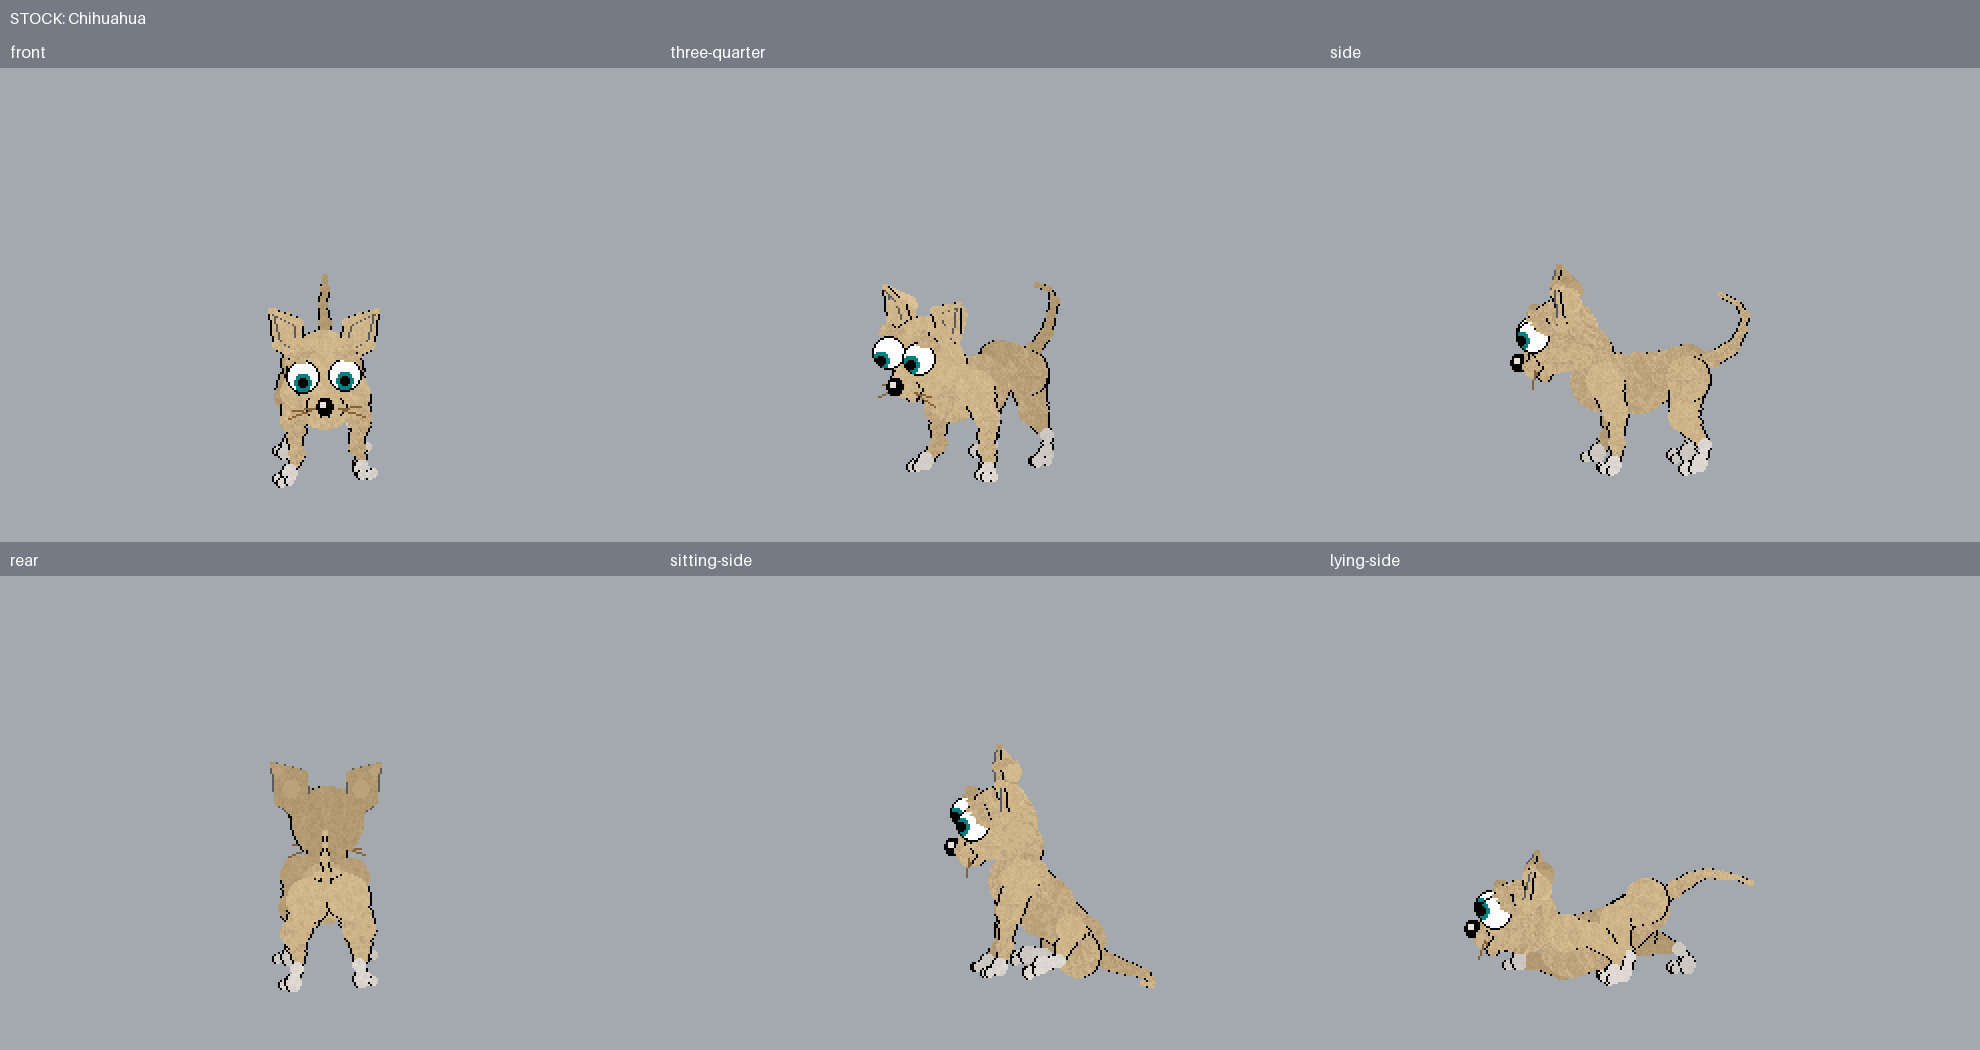 STOCK: Chihuahua
front
three-quarter
side
rear
sitting-side
lying-side